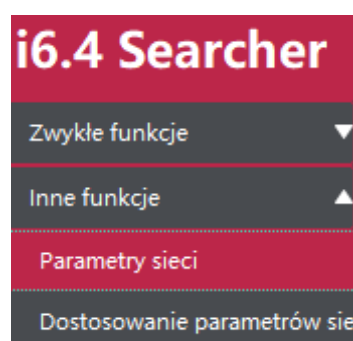 i6.4 Searcher
Zwykłe funkcje
Inne funkcje
Parametry sieci
Dostosowanie parametrów sie